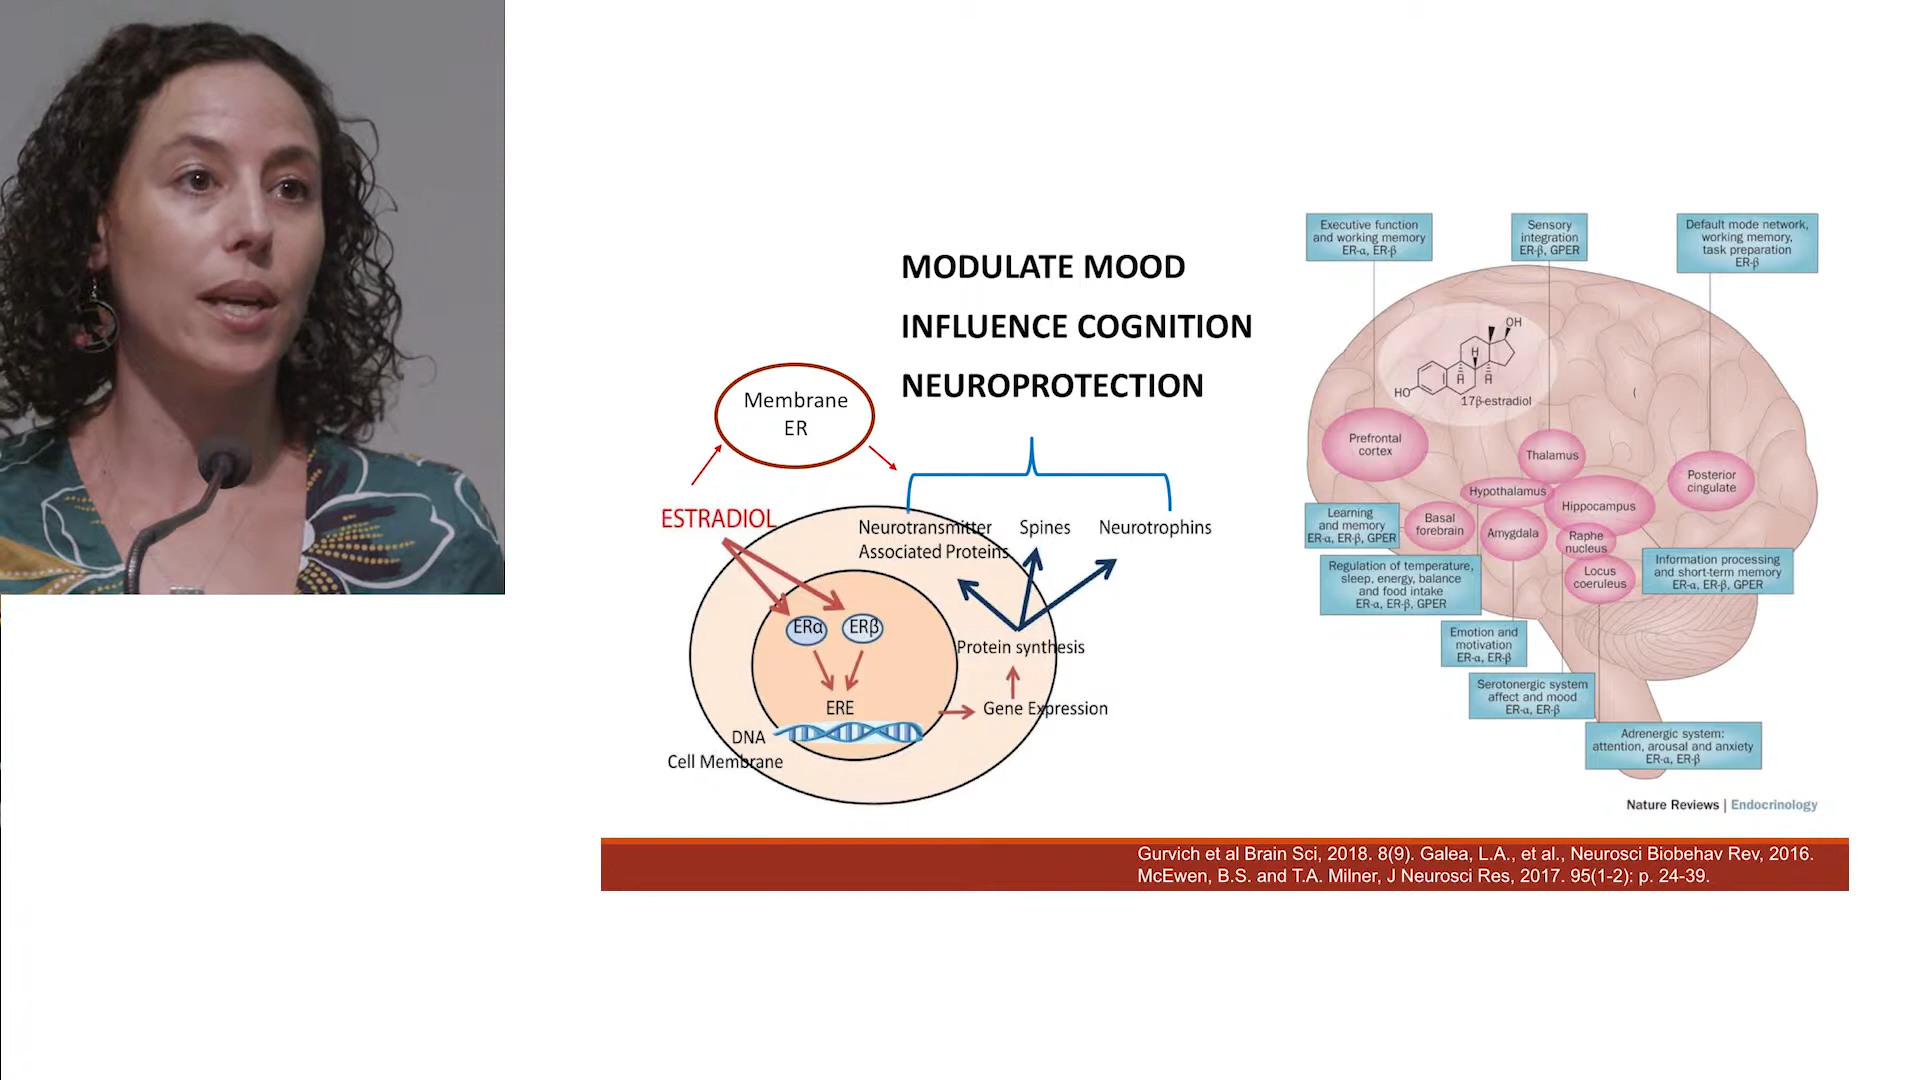 MODULATE MOOD
INFLUENCE COGNITION
NEUROPROTECTION
Membrane
ER
ESTRADIOL
Neurotransmitter
Associated Proteins
Spines
Neurotrophins
ERα
ERβ
Protein synthesis
ERE
Gene Expression
DNA
Cell Membrane
Executive function
and working memory
ER-α, ER-β
Sensory
integration
ER-β, GPER
Default mode network,
working memory,
task preparation
ER-β
OH
H
H
H
HO
17β-estradiol
Prefrontal
cortex
Thalamus
Posterior
cingulate
Hypothalamus
Hippocampus
Basal
forebrain
Amygdala
Raphe
nucleus
Locus
coeruleus
Learning
and memory
ER-α, ER-β, GPER
Information processing
and short-term memory
ER-α, ER-β, GPER
Regulation of temperature,
sleep, energy, balance
and food intake
ER-α, ER-β, GPER
Emotion and
motivation
ER-α, ER-β
Serotonergic system
affect and mood
ER-α, ER-β
Adrenergic system:
attention, arousal and anxiety
ER-α, ER-β
Nature Reviews | Endocrinology
Gurvich et al Brain Sci, 2018. 8(9). Galea, L.A., et al., Neurosci Biobehav Rev, 2016.
McEwen, B.S. and T.A. Milner, J Neurosci Res, 2017. 95(1-2): p. 24-39.